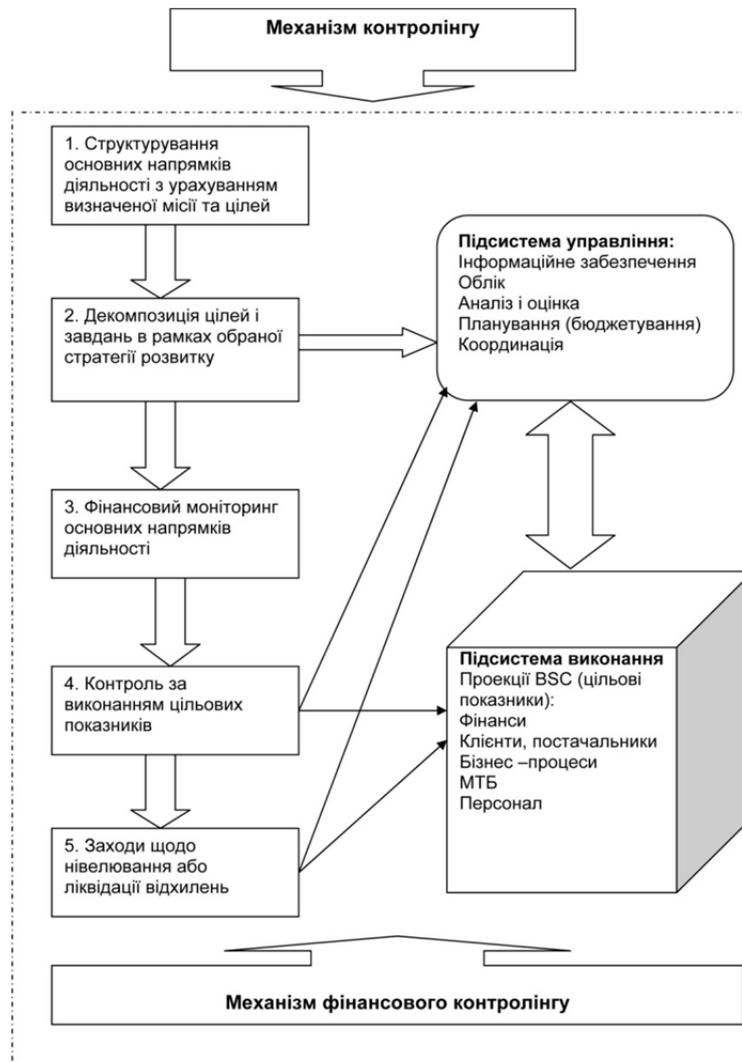 Механізм контролінгу
1. Структурування
основних напрямків
діяльності з урахуванням
визначеної місії та цілей
2. Декомпозиція цілей і
завдань в рамках обраної
стратегії розвитку
3. Фінансовий моніторинг
основних напрямків
діяльності
4. Контроль за
виконанням цільових
показників
5. Заходи щодо
нівелювання або
ліквідації відхилень
Підсистема управління:
Інформаційне забезпечення
Облік
Аналіз і оцінка
Планування (бюджетування)
Координація
Підсистема виконання
Проекції BSC (цільові
показники):
Фінанси
Клієнти, постачальники
Бізнес –процеси
МТБ
Персонал
Механізм фінансового контролінгу